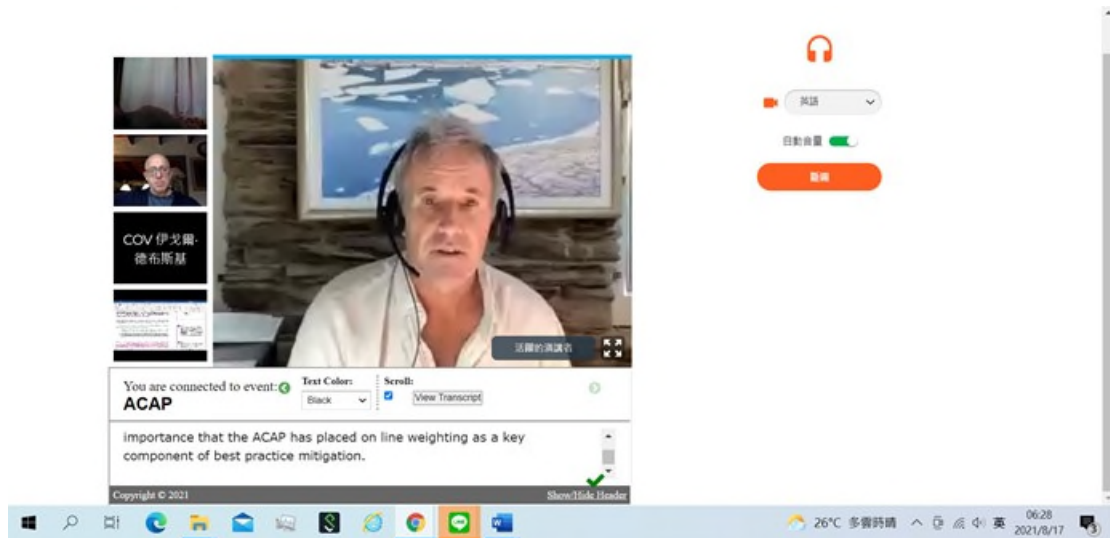 英語
自動音量
COV 伊戈爾·
德布斯基
活躍的演講者
You are connected to event:
ACAP
Text Color:
Black
Scroll:
View Transcript
importance that the ACAP has placed on line weighting as a key
component of best practice mitigation.
Copyright © 2021
Show/Hide Header
26°C 多雲時晴
英
06:28
2021/8/17
3